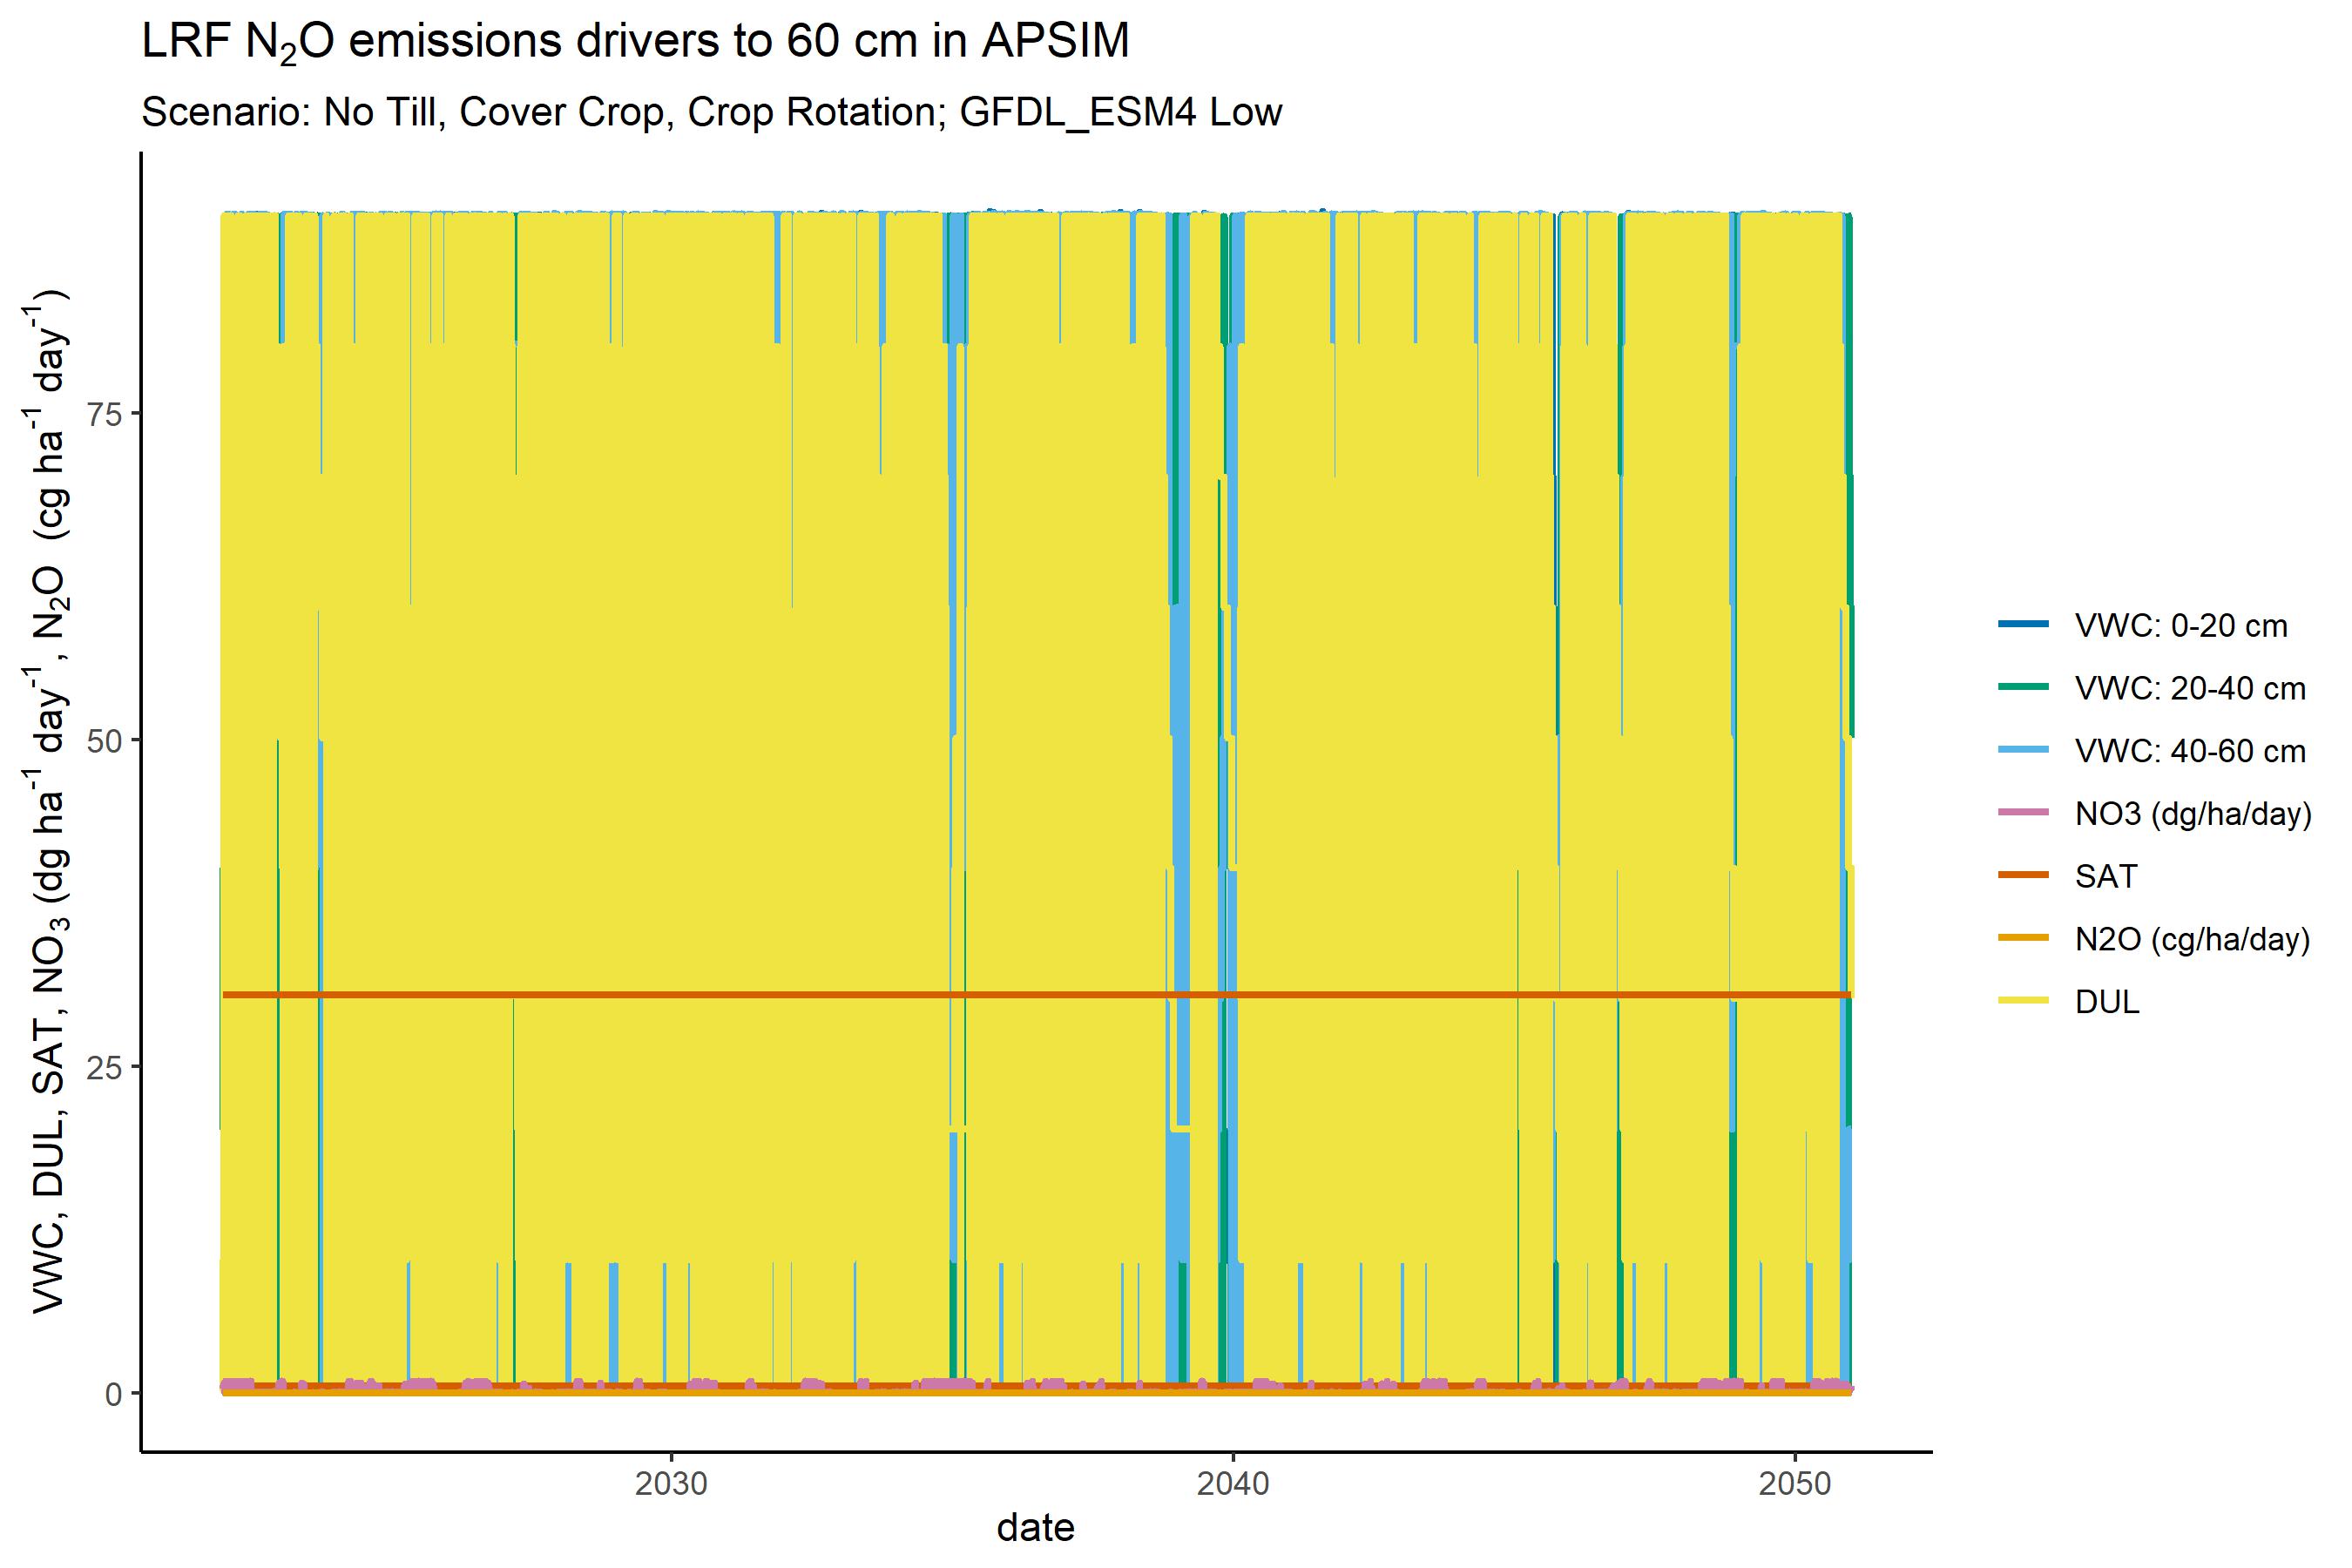 LRF N₂O emissions drivers to 60 cm in APSIM
Scenario: No Till, Cover Crop, Crop Rotation; GFDL_ESM4 Low
VWC, DUL, SAT, NO₃ (dg ha⁻¹ day⁻¹, N₂O (cg ha⁻¹ day⁻¹)
75
50
25
0
2030
2040
2050
date
VWC: 0-20 cm
VWC: 20-40 cm
VWC: 40-60 cm
NO3 (dg/ha/day)
SAT
N2O (cg/ha/day)
DUL